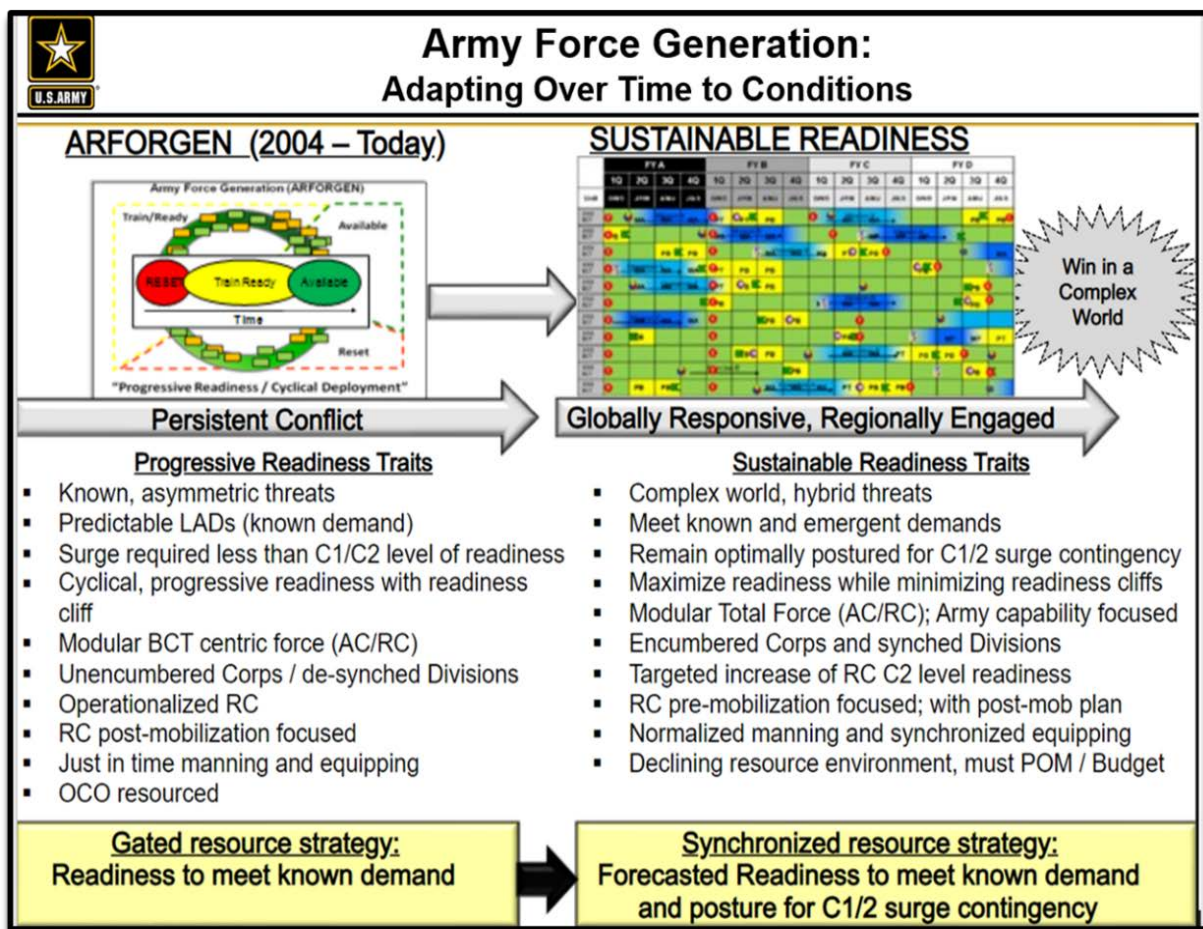 Army Force Generation:
Adapting Over Time to Conditions
U.S.ARMY
ARFORGEN (2004 – Today)
Army Force Generation (ARFORGEN)
Train/Ready
Available
RESET
Train Ready
Available
Time
Reset
"Progressive Readiness / Cyclical Deployment"
SUSTAINABLE READINESS
FY A FY B FY C FY D
1Q 2Q 3Q 4Q 1Q 2Q 3Q 4Q 1Q 2Q 3Q 4Q 1Q 2Q 3Q 4Q
Win in a
Complex
World
Persistent Conflict
Globally Responsive, Regionally Engaged
Progressive Readiness Traits
▪ Known, asymmetric threats
▪ Predictable LADs (known demand)
▪ Surge required less than C1/C2 level of readiness
▪ Cyclical, progressive readiness with readiness
cliff
▪ Modular BCT centric force (AC/RC)
▪ Unencumbered Corps / de-synched Divisions
▪ Operationalized RC
▪ RC post-mobilization focused
▪ Just in time manning and equipping
▪ OCO resourced
Sustainable Readiness Traits
▪ Complex world, hybrid threats
▪ Meet known and emergent demands
▪ Remain optimally postured for C1/2 surge contingency
▪ Maximize readiness while minimizing readiness cliffs
▪ Modular Total Force (AC/RC); Army capability focused
▪ Encumbered Corps and synched Divisions
▪ Targeted increase of RC C2 level readiness
▪ RC pre-mobilization focused; with post-mob plan
▪ Normalized manning and synchronized equipping
▪ Declining resource environment, must POM / Budget
Gated resource strategy:
Readiness to meet known demand
Synchronized resource strategy:
Forecasted Readiness to meet known demand
and posture for C1/2 surge contingency